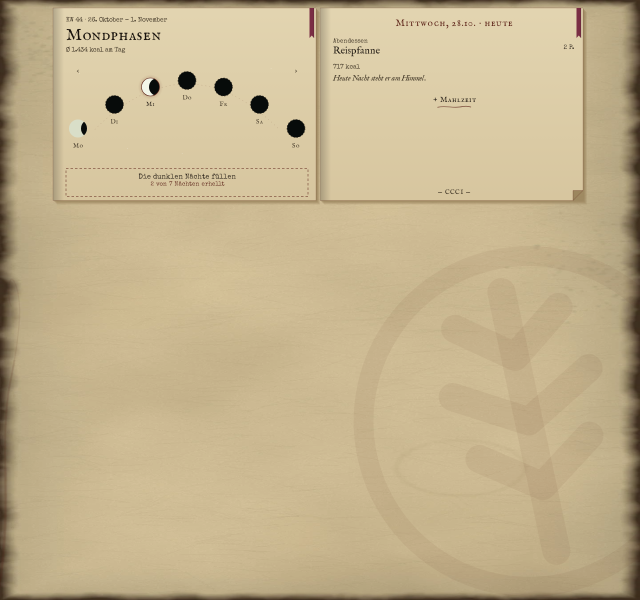 KW 44 · 26. Oktober – 1. November
Mondphasen
Ø 1.434 kcal am Tag
‹ ›
Mo
Di
Mi
Do
Fr
Sa
So
Die dunklen Nächte füllen
2 von 7 Nächten erhellt
Mittwoch, 28.10. · heute
Abendessen
Reispfanne 2 P.
717 kcal
Heute Nacht steht er am Himmel.
+ Mahlzeit
– CCCI –